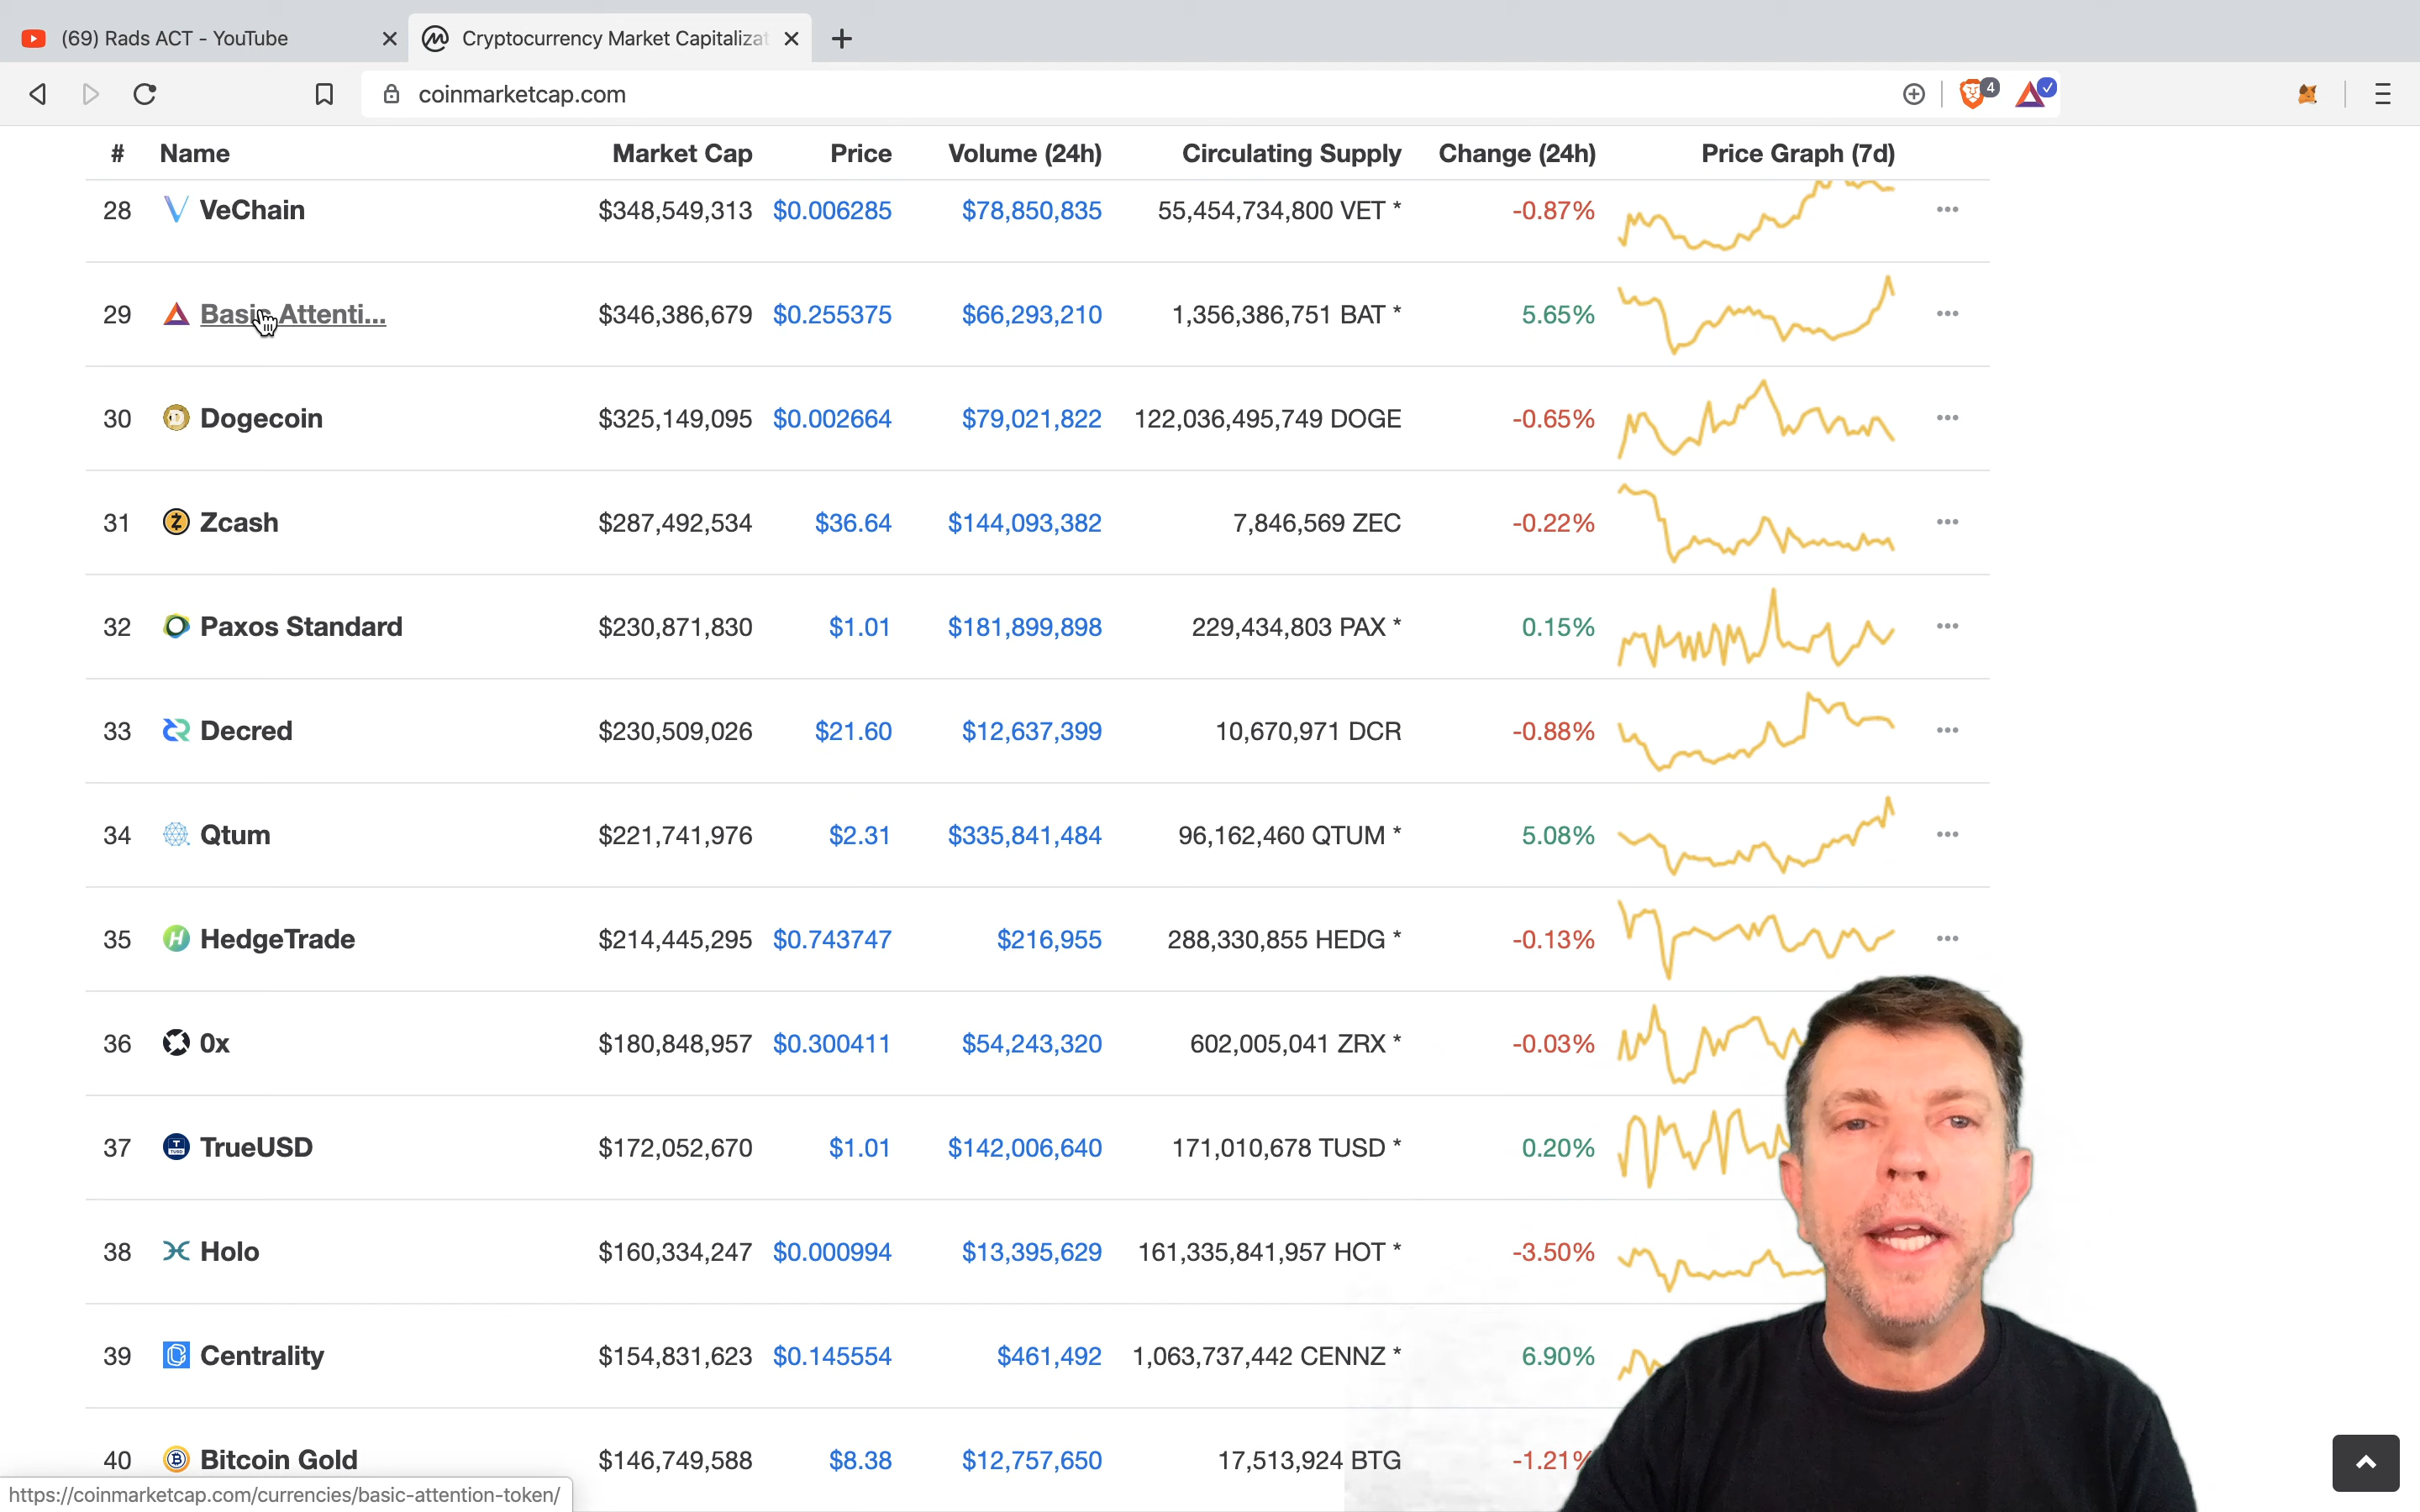 (69) Rads ACT - YouTube
Cryptocurrency Market Capitalizat
coinmarketcap.com
4
# Name Market Cap Price Volume (24h) Circulating Supply Change (24h) Price Graph (7d)
28 VeChain $348,549,313 $0.006285 $78,850,835 55,454,734,800 VET * -0.87%
29 Basic Attenti... $346,386,679 $0.255375 $66,293,210 1,356,386,751 BAT * 5.65%
30 Dogecoin $325,149,095 $0.002664 $79,021,822 122,036,495,749 DOGE -0.65%
31 Zcash $287,492,534 $36.64 $144,093,382 7,846,569 ZEC -0.22%
32 Paxos Standard $230,871,830 $1.01 $181,899,898 229,434,803 PAX * 0.15%
33 Decred $230,509,026 $21.60 $12,637,399 10,670,971 DCR -0.88%
34 Qtum $221,741,976 $2.31 $335,841,484 96,162,460 QTUM * 5.08%
35 HedgeTrade $214,445,295 $0.743747 $216,955 288,330,855 HEDG * -0.13%
36 0x $180,848,957 $0.300411 $54,243,320 602,005,041 ZRX * -0.03%
37 TrueUSD $172,052,670 $1.01 $142,006,640 171,010,678 TUSD * 0.20%
38 Holo $160,334,247 $0.000994 $13,395,629 161,335,841,957 HOT * -3.50%
39 Centrality $154,831,623 $0.145554 $461,492 1,063,737,442 CENNZ * 6.90%
40 Bitcoin Gold $146,749,588 $8.38 $12,757,650 17,513,924 BTG -1.21%
https://coinmarketcap.com/currencies/basic-attention-token/